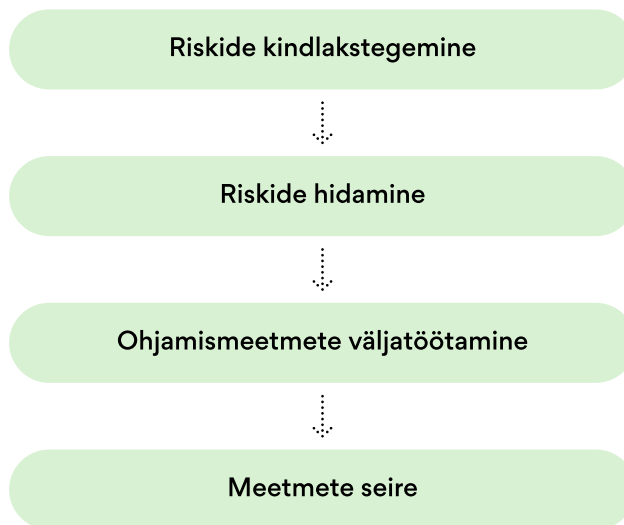 Riskide kindlakstegemine
Riskide hidamine
Ohjamismeetmete väljatöötamine
Meetmete seire